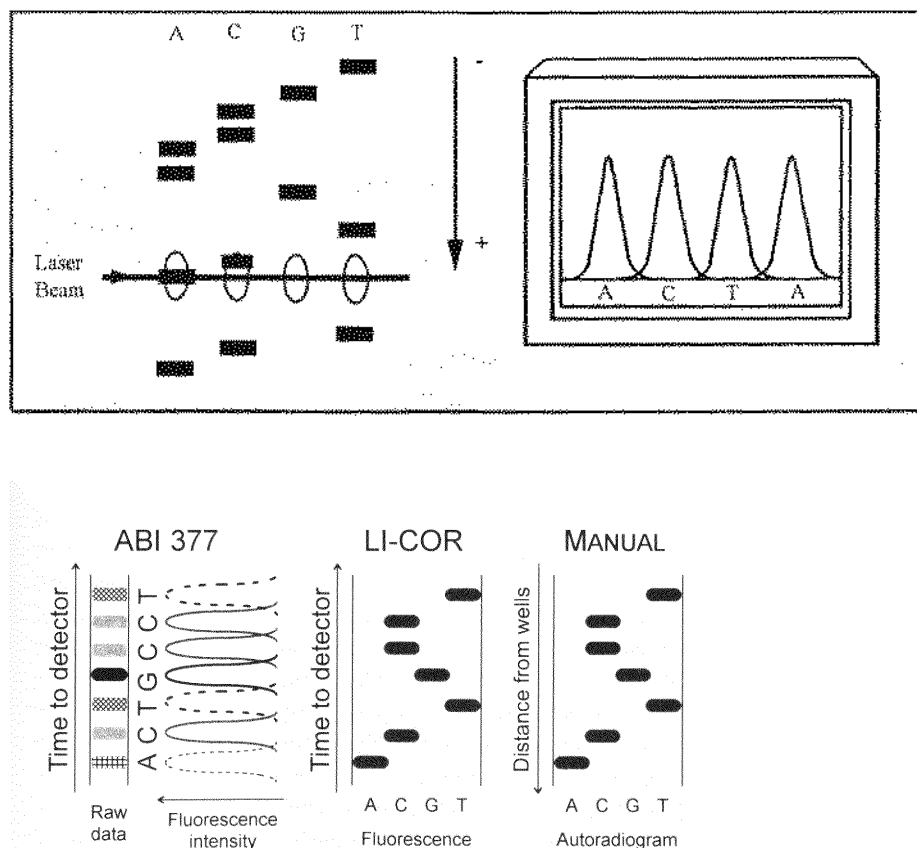 A C G T
-
+
Laser
Beam
A C T A
ABI 377
LI-COR
MANUAL
Time to detector
T
C
C
G
T
C
A
Time to detector
Distance from wells
Raw
data
Fluorescence
intensity
A C G T
Fluorescence
A C G T
Autoradiogram